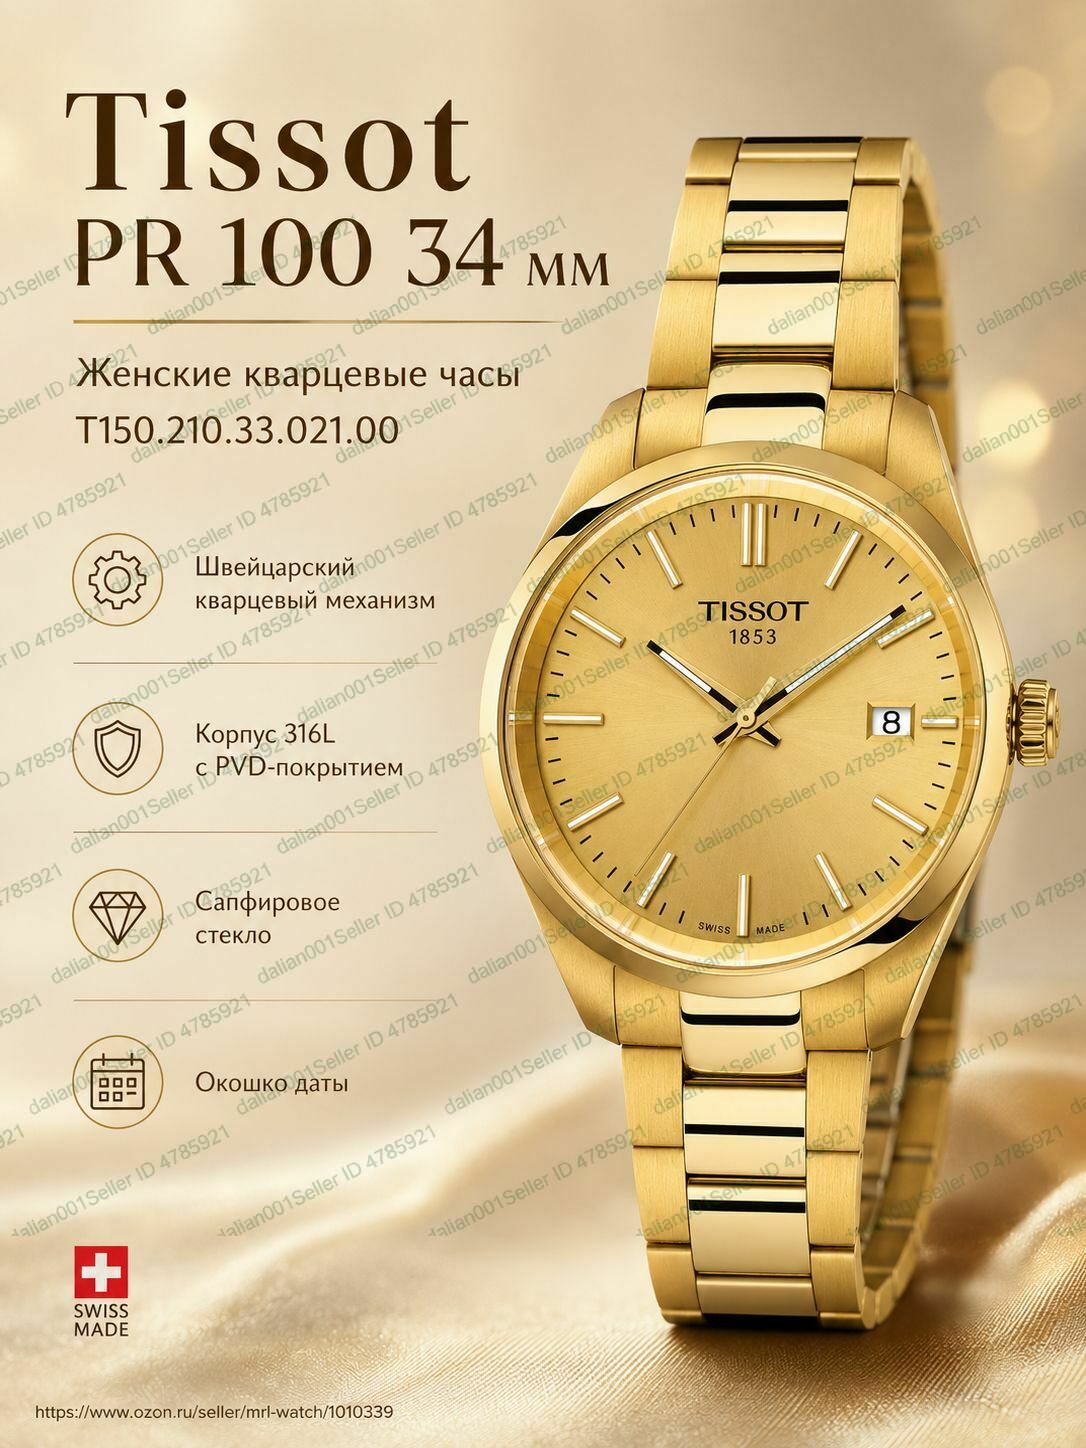 Tissot
PR 100 34 мм
Женские кварцевые часы
T150.210.33.021.00
Швейцарский
кварцевый механизм
Корпус 316L
с PVD-покрытием
Сапфировое
стекло
Окошко даты
TISSOT
1853
8
SWISS MADE
SWISS
MADE
https://www.ozon.ru/seller/mrl-watch/1010339
dalian001Seller ID 4785921